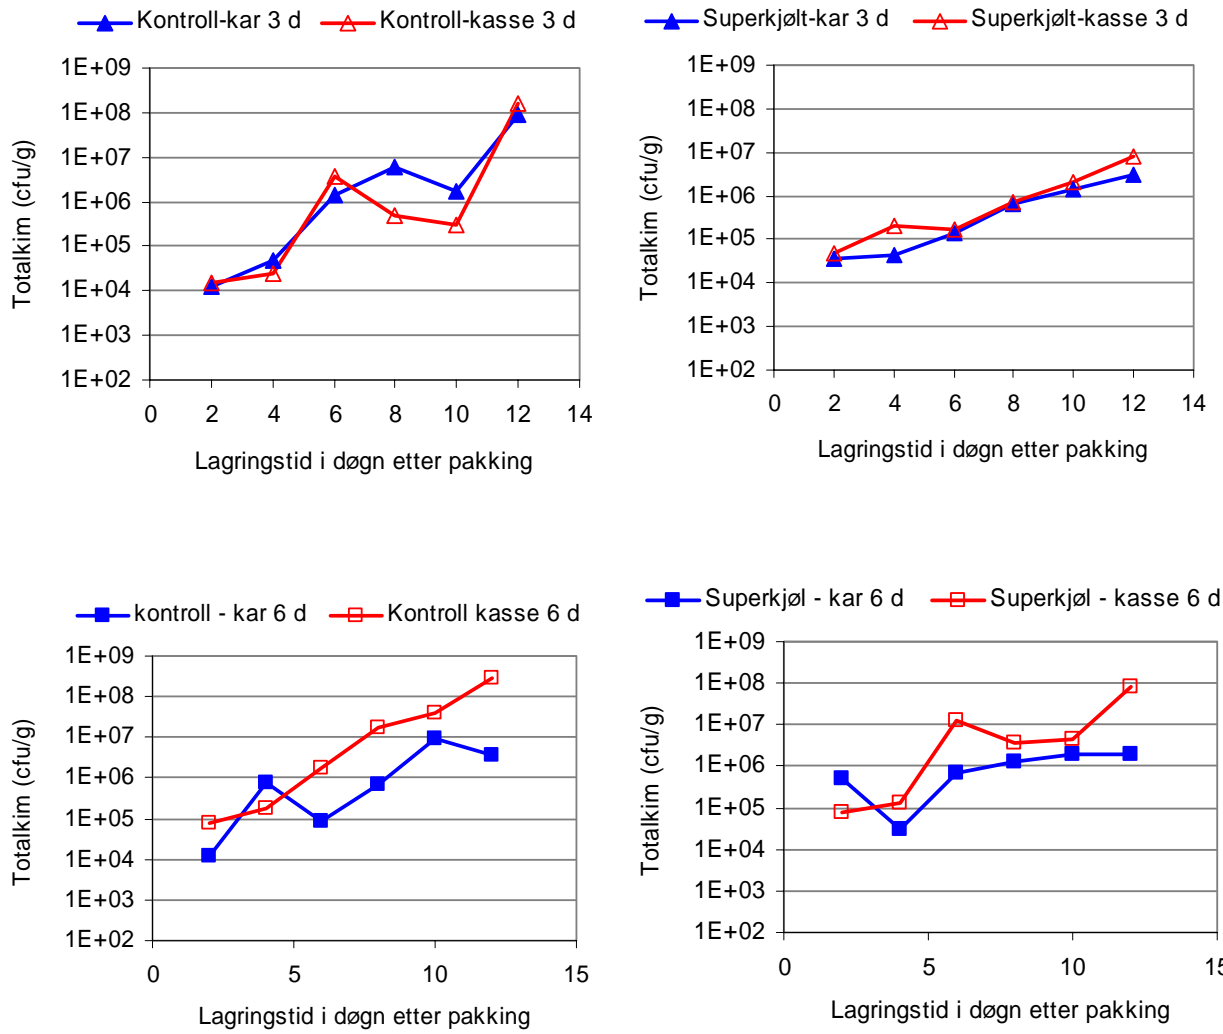 Kontroll-kar 3 d Kontroll-kasse 3 d
1E+09
1E+08
1E+07
1E+06
1E+05
1E+04
1E+03
1E+02
Totalkim (cfu/g)
0 2 4 6 8 10 12 14
Lagringstid i døgn etter pakking
Superkjølt-kar 3 d Superkjølt-kasse 3 d
1E+09
1E+08
1E+07
1E+06
1E+05
1E+04
1E+03
1E+02
Totalkim (cfu/g)
0 2 4 6 8 10 12 14
Lagringstid i døgn etter pakking
kontroll - kar 6 d Kontroll kasse 6 d
1E+09
1E+08
1E+07
1E+06
1E+05
1E+04
1E+03
1E+02
Totalkim (cfu/g)
0 5 10 15
Lagringstid i døgn etter pakking
Superkjøl - kar 6 d Superkjøl - kasse 6 d
1E+09
1E+08
1E+07
1E+06
1E+05
1E+04
1E+03
1E+02
Totalkim (cfu/g)
0 5 10 15
Lagringstid i døgn etter pakking